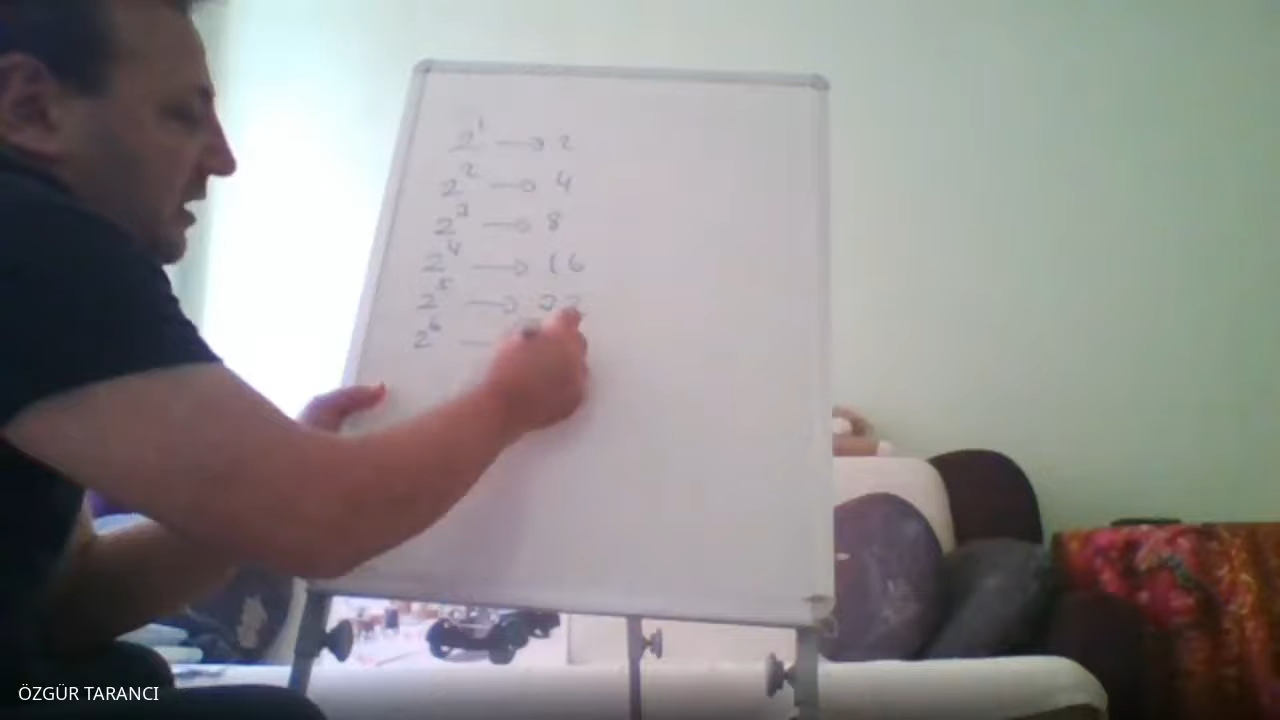 2¹ → 2
2² → 4
2³ → 8
2⁴ → 16
2⁵ → 32
2⁶ —
ÖZGÜR TARANCI